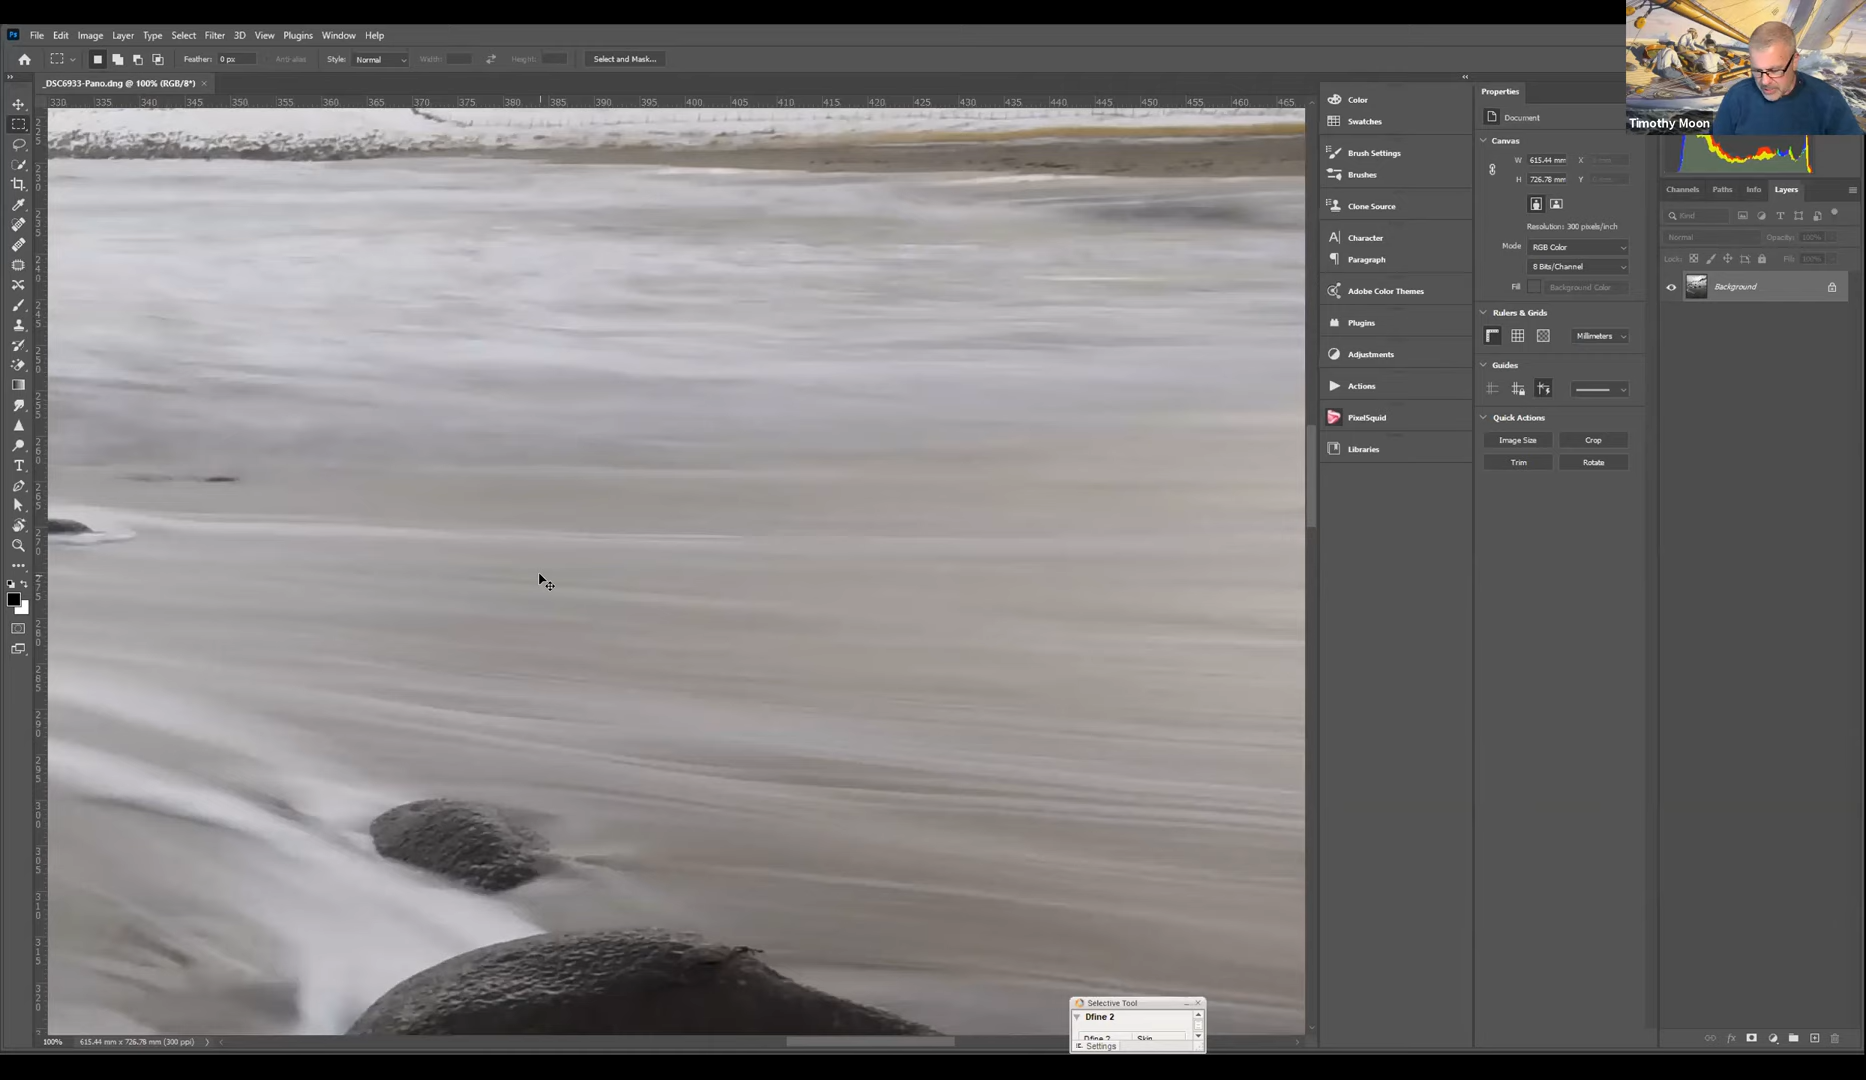 File Edit Image Layer Type Select Filter 3D View Plugins Window Help
Feather: 0 px Anti-alias Style: Normal Width: Height: Select and Mask...
_DSC6933-Pano.dng @ 100% (RGB/8*) ×
330 335 340 345 350 355 360 365 370 375 380 385 390 395 400 405 410 415 420 425 430 435 440 445 450 455 460 465
Timothy Moon
Color
Swatches
Brush Settings
Brushes
Clone Source
Character
Paragraph
Adobe Color Themes
Plugins
Adjustments
Actions
PixelSquid
Libraries
Properties
Document
Canvas
W 615.44 mm X
H 726.78 mm Y
Resolution: 300 pixels/inch
Mode RGB Color
8 Bits/Channel
Fill Background Color
Rulers & Grids
Millimeters
Guides
Quick Actions
Image Size Crop
Trim Rotate
Channels Paths Info Layers
Kind
Normal Opacity: 100%
Lock: Fill: 100%
Background
Selective Tool
Dfine 2
Dfine 2 Skin
Settings
100% 615.44 mm x 726.78 mm (300 ppi)